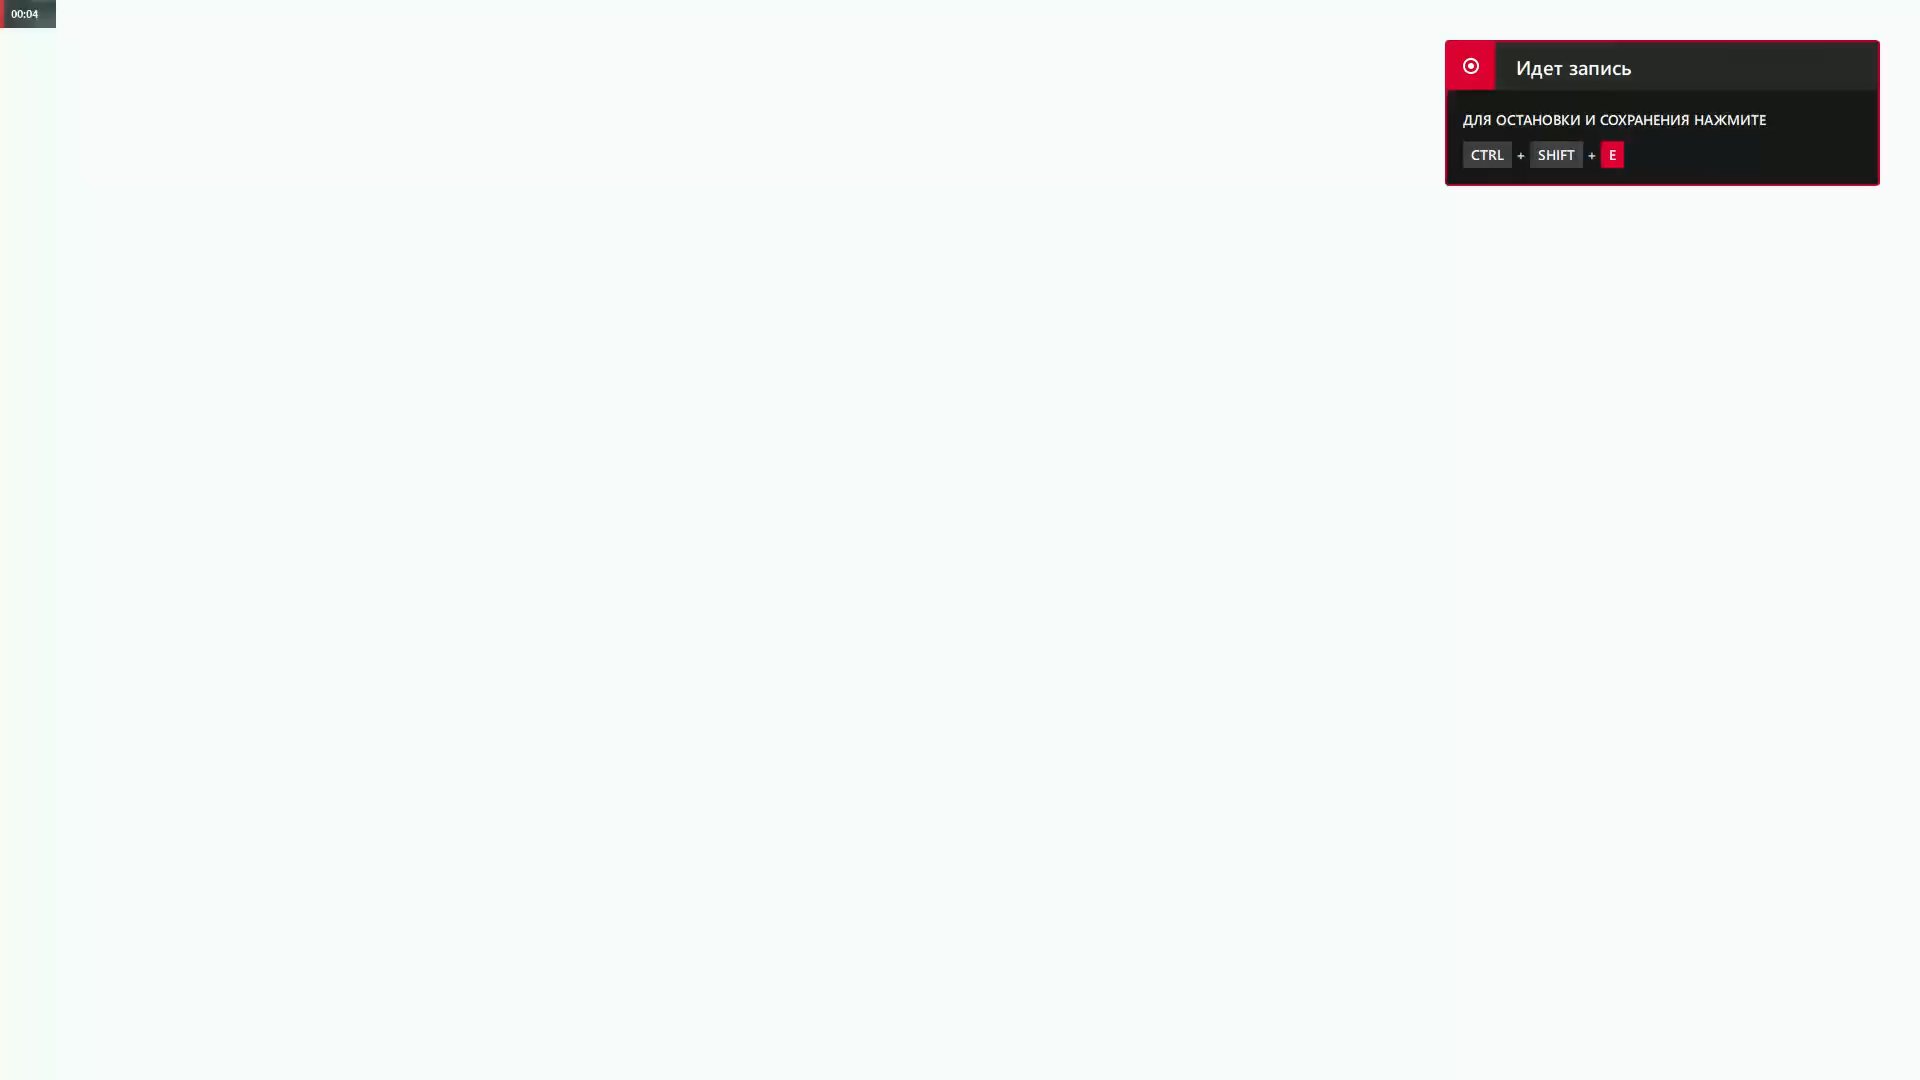 00:04
Идет запись
ДЛЯ ОСТАНОВКИ И СОХРАНЕНИЯ НАЖМИТЕ
CTRL + SHIFT + E